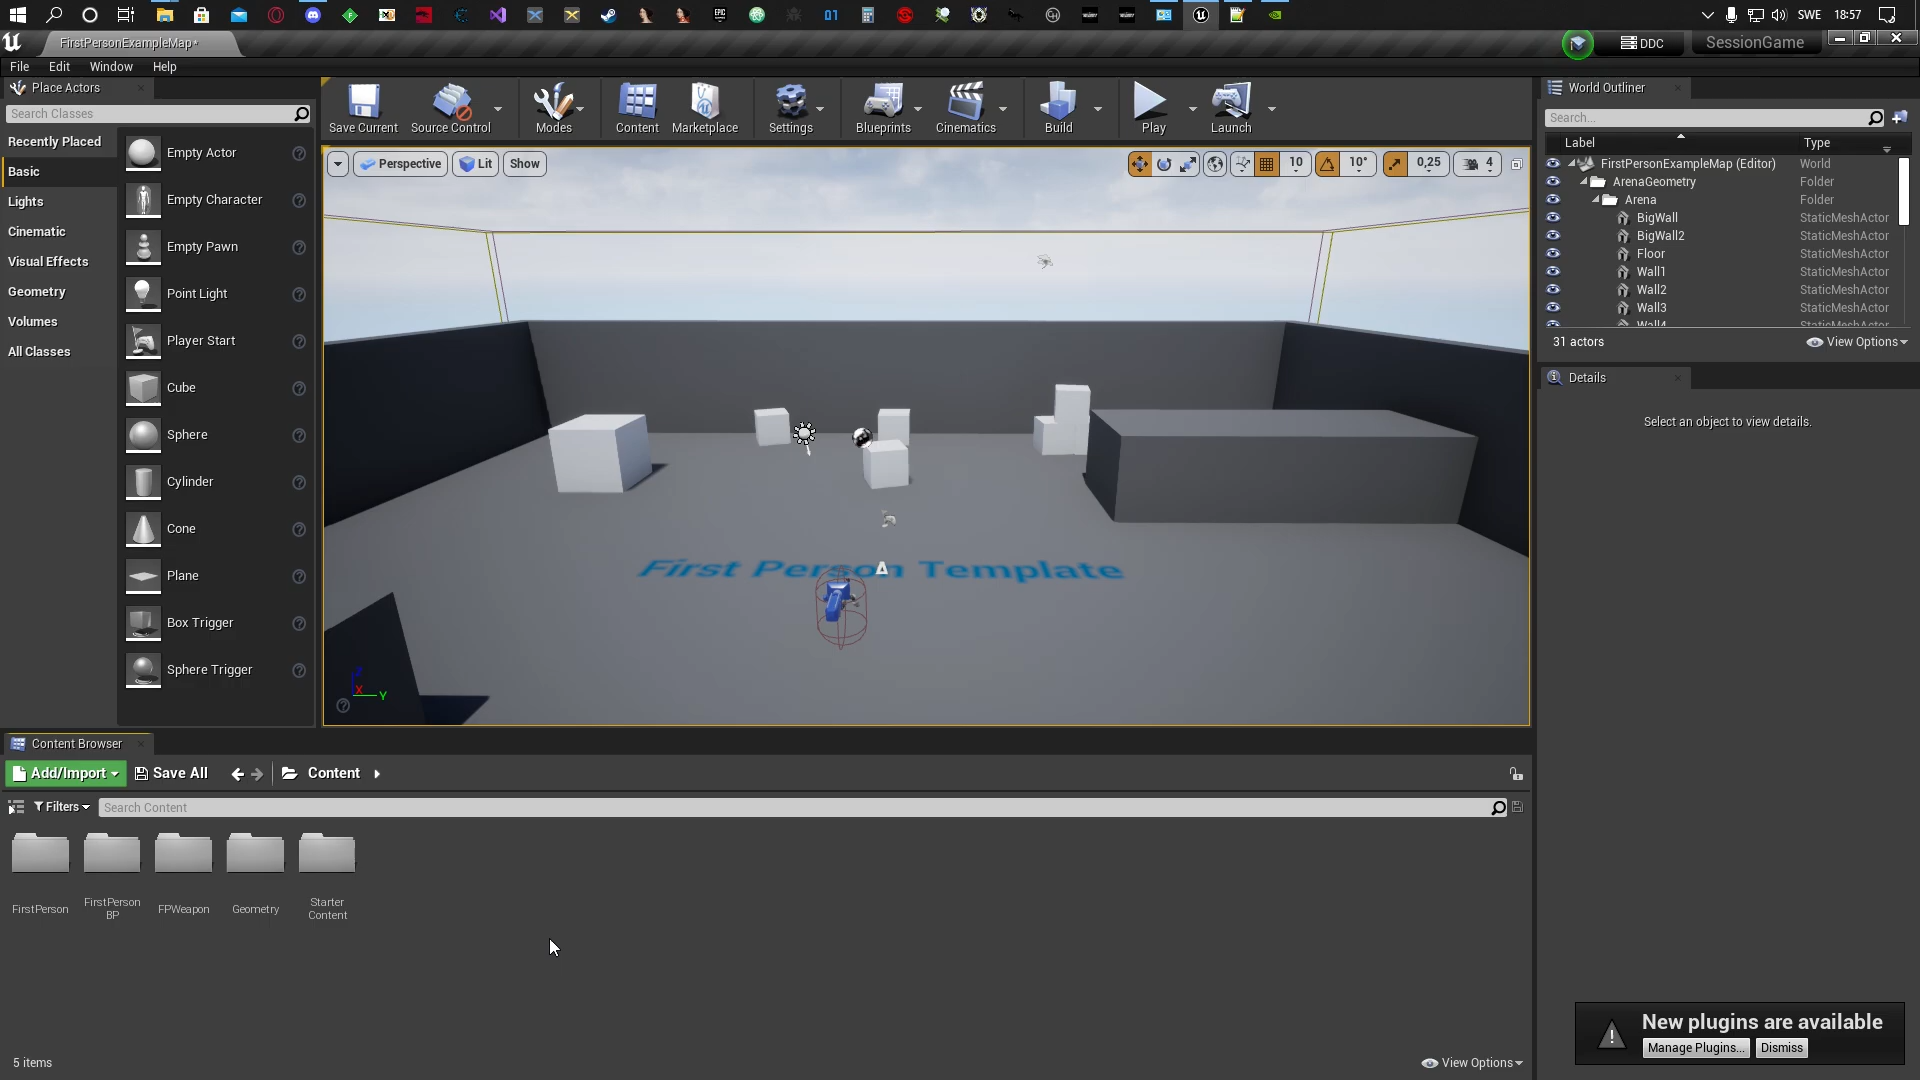 SWE 18:57
FirstPersonExampleMap*
DDC
SessionGame
File Edit Window Help
Place Actors
Search Classes
Recently Placed
Basic
Lights
Cinematic
Visual Effects
Geometry
Volumes
All Classes
Empty Actor
Empty Character
Empty Pawn
Point Light
Player Start
Cube
Sphere
Cylinder
Cone
Plane
Box Trigger
Sphere Trigger
Save Current
Source Control
Modes
Content
Marketplace
Settings
Blueprints
Cinematics
Build
Play
Launch
Perspective Lit Show
10 10° 0,25 4
First Person Template
X Y
World Outliner
Search...
Label Type
FirstPersonExampleMap (Editor) World
ArenaGeometry Folder
Arena Folder
BigWall StaticMeshActor
BigWall2 StaticMeshActor
Floor StaticMeshActor
Wall1 StaticMeshActor
Wall2 StaticMeshActor
Wall3 StaticMeshActor
Wall4 StaticMeshActor
31 actors
View Options
Details
Select an object to view details.
Content Browser
Add/Import Save All Content
Filters Search Content
FirstPerson
FirstPerson
BP
FPWeapon
Geometry
Starter
Content
5 items
View Options
New plugins are available
Manage Plugins... Dismiss